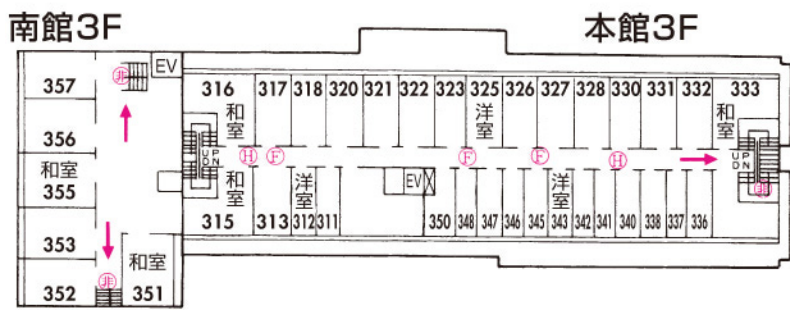 南館3F
本館3F
357
非
EV
316
317
318
320
321
322
323
325
326
327
328
330
331
332
333
和室
洋室
和室
356
UP
DN
H
F
F
F
H
UP
DN
和室
355
和室
洋室
EV
洋室
非
315
313
312
311
350
348
347
346
345
343
342
341
340
338
337
336
353
和室
非
352
351